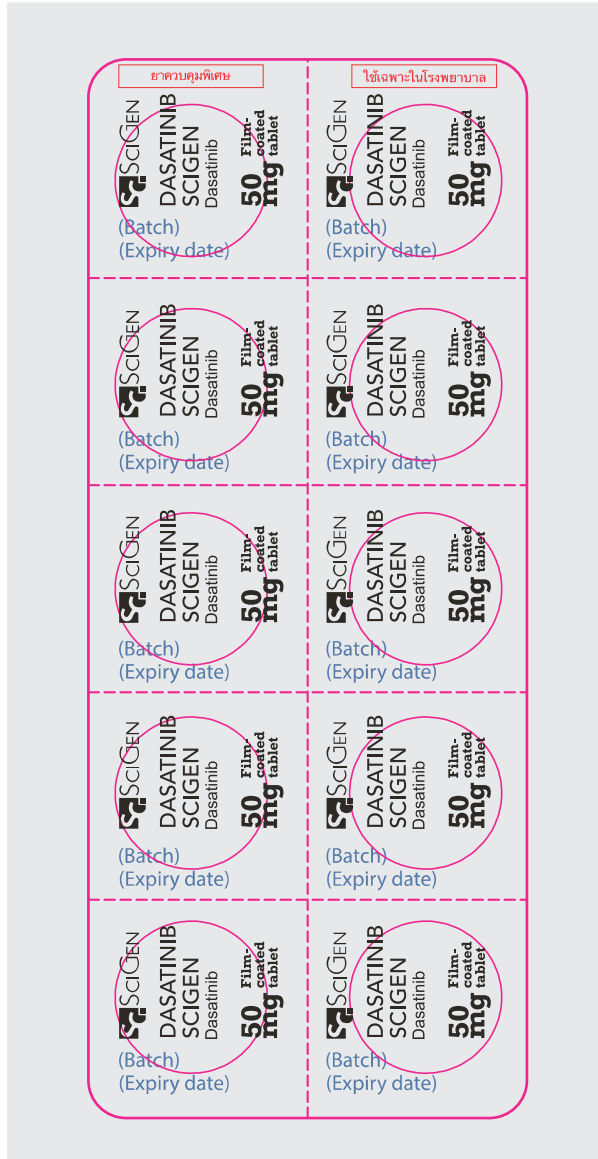 ยาควบคุมพิเศษ
ใช้เฉพาะในโรงพยาบาล
SCIGEN
DASATINIB
SCIGEN
Dasatinib
50 mg
Film-
coated
tablet
(Batch)
(Expiry date)
SCIGEN
DASATINIB
SCIGEN
Dasatinib
50 mg
Film-
coated
tablet
(Batch)
(Expiry date)
SCIGEN
DASATINIB
SCIGEN
Dasatinib
50 mg
Film-
coated
tablet
(Batch)
(Expiry date)
SCIGEN
DASATINIB
SCIGEN
Dasatinib
50 mg
Film-
coated
tablet
(Batch)
(Expiry date)
SCIGEN
DASATINIB
SCIGEN
Dasatinib
50 mg
Film-
coated
tablet
(Batch)
(Expiry date)
SCIGEN
DASATINIB
SCIGEN
Dasatinib
50 mg
Film-
coated
tablet
(Batch)
(Expiry date)
SCIGEN
DASATINIB
SCIGEN
Dasatinib
50 mg
Film-
coated
tablet
(Batch)
(Expiry date)
SCIGEN
DASATINIB
SCIGEN
Dasatinib
50 mg
Film-
coated
tablet
(Batch)
(Expiry date)
SCIGEN
DASATINIB
SCIGEN
Dasatinib
50 mg
Film-
coated
tablet
(Batch)
(Expiry date)
SCIGEN
DASATINIB
SCIGEN
Dasatinib
50 mg
Film-
coated
tablet
(Batch)
(Expiry date)